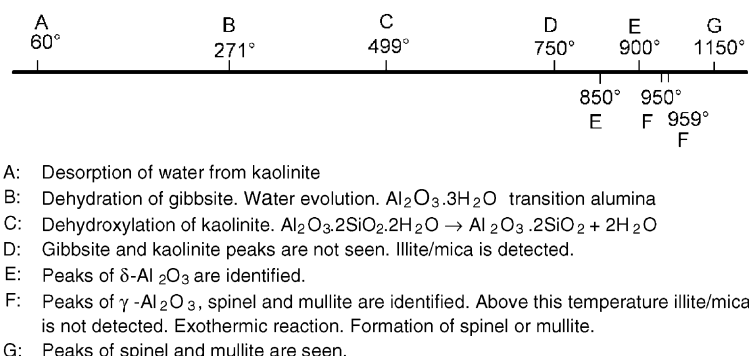 A B C D E G
60° 271° 499° 750° 900° 1150°
850° 950°
E F 959°
F
A: Desorption of water from kaolinite
B: Dehydration of gibbsite. Water evolution. Al₂O₃.3H₂O transition alumina
C: Dehydroxylation of kaolinite. Al₂O₃.2SiO₂.2H₂O → Al₂O₃.2SiO₂ + 2H₂O
D: Gibbsite and kaolinite peaks are not seen. Illite/mica is detected.
E: Peaks of δ-Al₂O₃ are identified.
F: Peaks of γ-Al₂O₃, spinel and mullite are identified. Above this temperature illite/mica
is not detected. Exothermic reaction. Formation of spinel or mullite.
G: Peaks of spinel and mullite are seen.